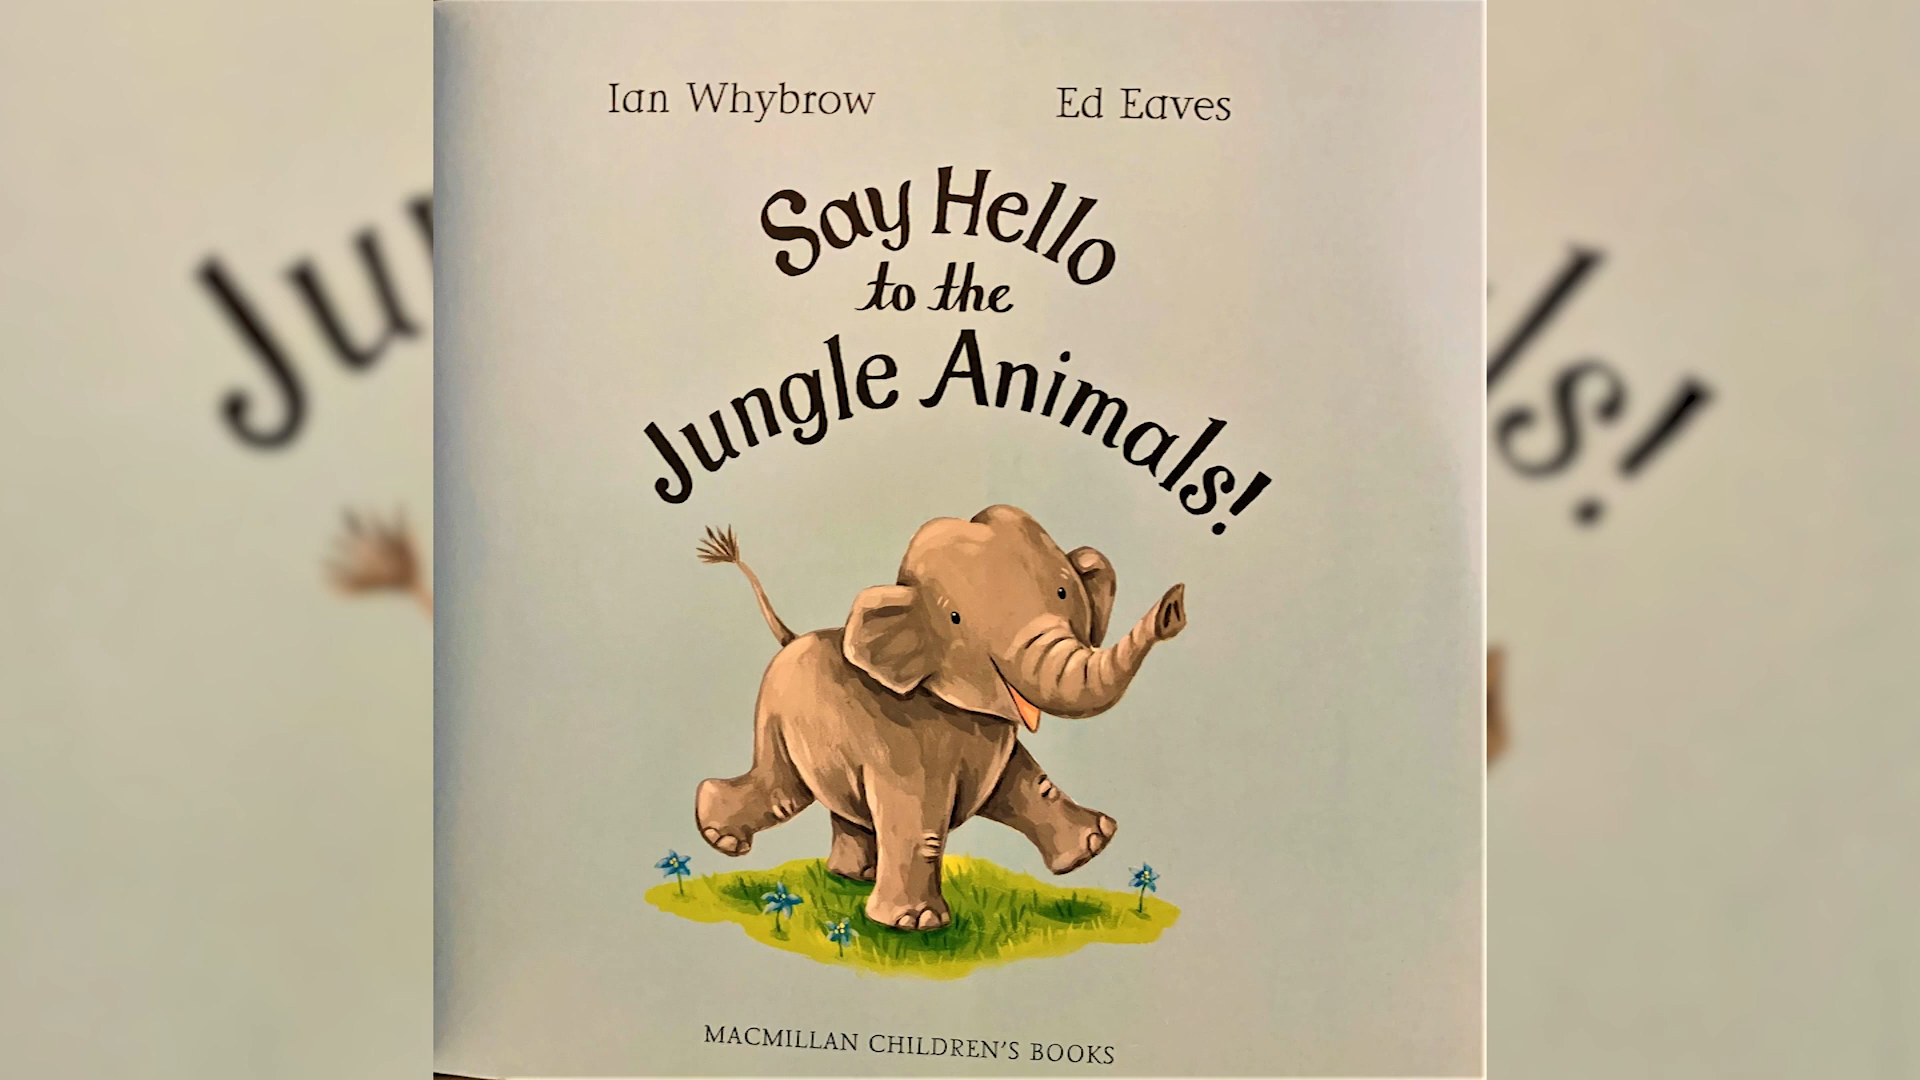 Ian Whybrow Ed Eaves
Say Hello
to the
Jungle Animals!
MACMILLAN CHILDREN'S BOOKS